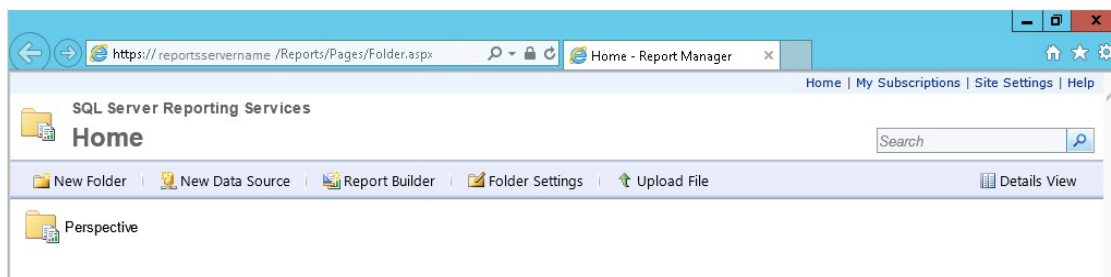 https:// reportsservername /Reports/Pages/Folder.aspx
Home - Report Manager
Home | My Subscriptions | Site Settings | Help
SQL Server Reporting Services
Home
Search
New Folder | New Data Source | Report Builder | Folder Settings | Upload File
Details View
Perspective